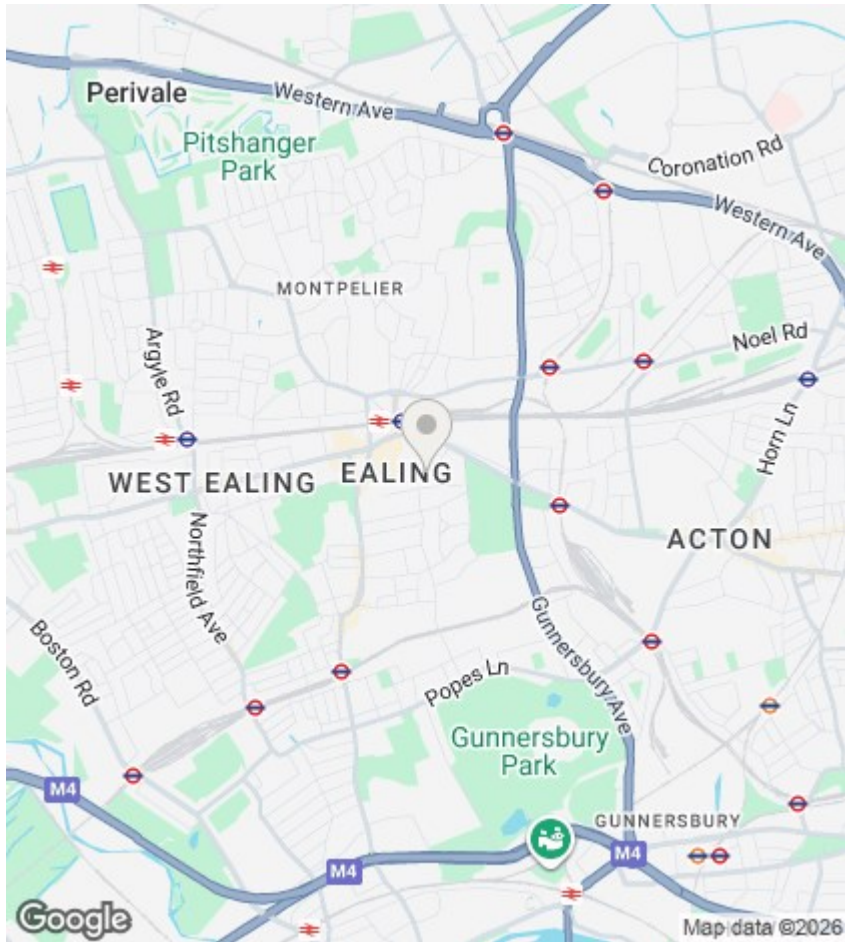 Perivale
Western Ave
Pitshanger
Park
Coronation Rd
Western Ave
MONTPELIER
Argyle Rd
Noel Rd
Horn Ln
WEST EALING
EALING
ACTON
Northfield Ave
Boston Rd
Gunnersbury Ave
Popes Ln
Gunnersbury
Park
M4
GUNNERSBURY
M4
M4
Google
Map data ©2026